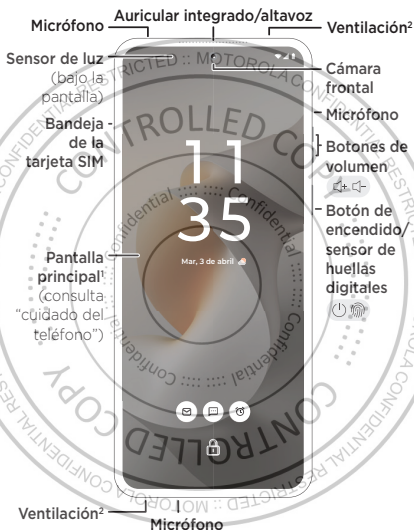 Micrófono
Auricular integrado/altavoz
Ventilación²
Sensor de luz
(bajo la
pantalla)
Cámara
frontal
Micrófono
Bandeja
de la
tarjeta SIM
Botones de
volumen
Botón de
encendido/
sensor de
huellas
digitales
11
35
Mar, 3 de abril
Pantalla
principal¹
(consulta
“cuidado del
teléfono”)
Ventilación²
Micrófono
CONTROLLED COPY
Confidential
Confidential
Confidential
Confidential
CONTROLLED COPY
MOTOROLA CONFIDENTIAL RESTRICTED :: MOTOROLA CONFIDENTIAL RESTRICTED ::